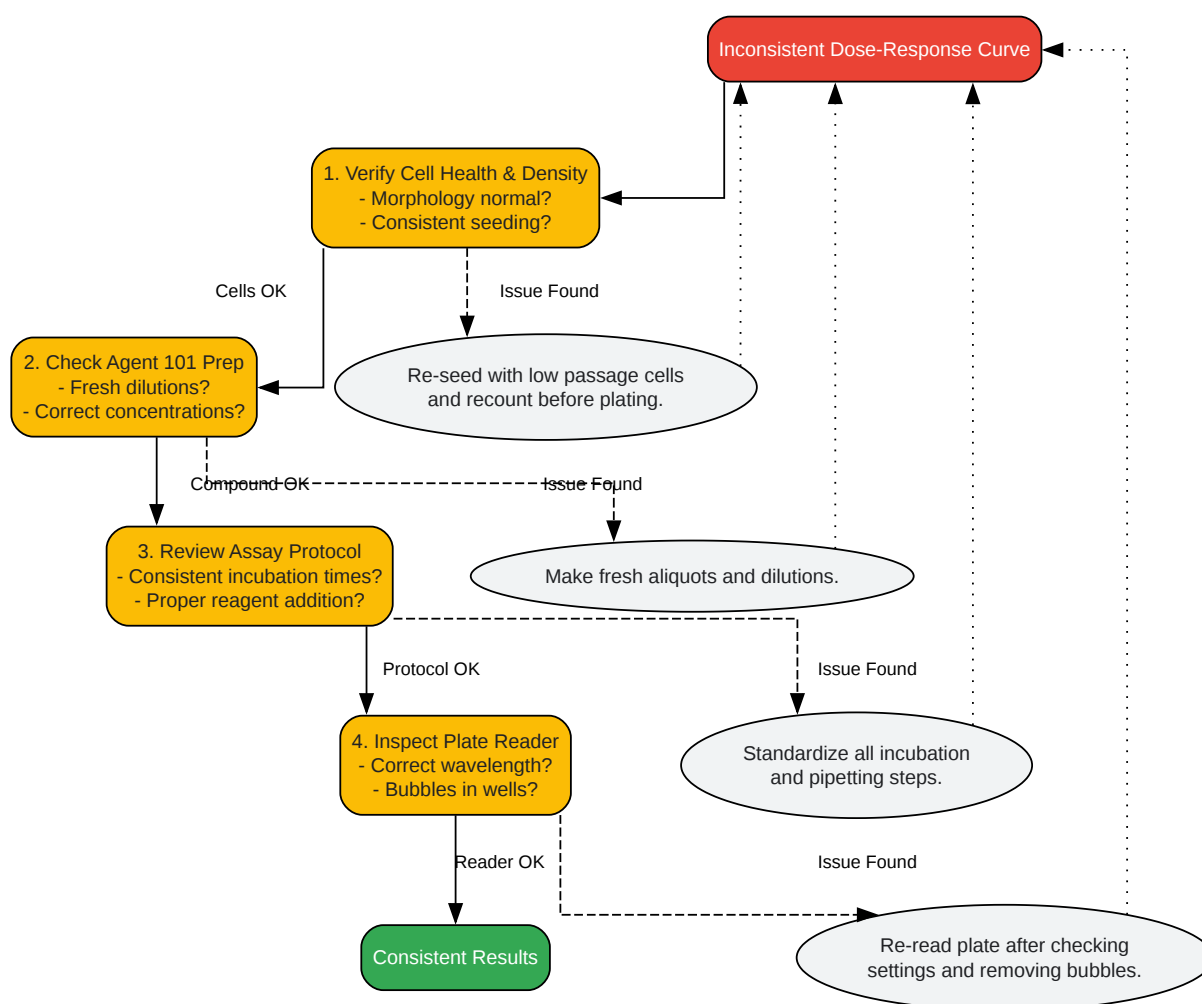 Inconsistent Dose-Response Curve
1. Verify Cell Health & Density
- Morphology normal?
- Consistent seeding?
Cells OK
Issue Found
2. Check Agent 101 Prep
- Fresh dilutions?
- Correct concentrations?
Re-seed with low passage cells
and recount before plating.
Compound OK
Issue Found
3. Review Assay Protocol
- Consistent incubation times?
- Proper reagent addition?
Make fresh aliquots and dilutions.
Protocol OK
Issue Found
4. Inspect Plate Reader
- Correct wavelength?
- Bubbles in wells?
Standardize all incubation
and pipetting steps.
Reader OK
Issue Found
Consistent Results
Re-read plate after checking
settings and removing bubbles.